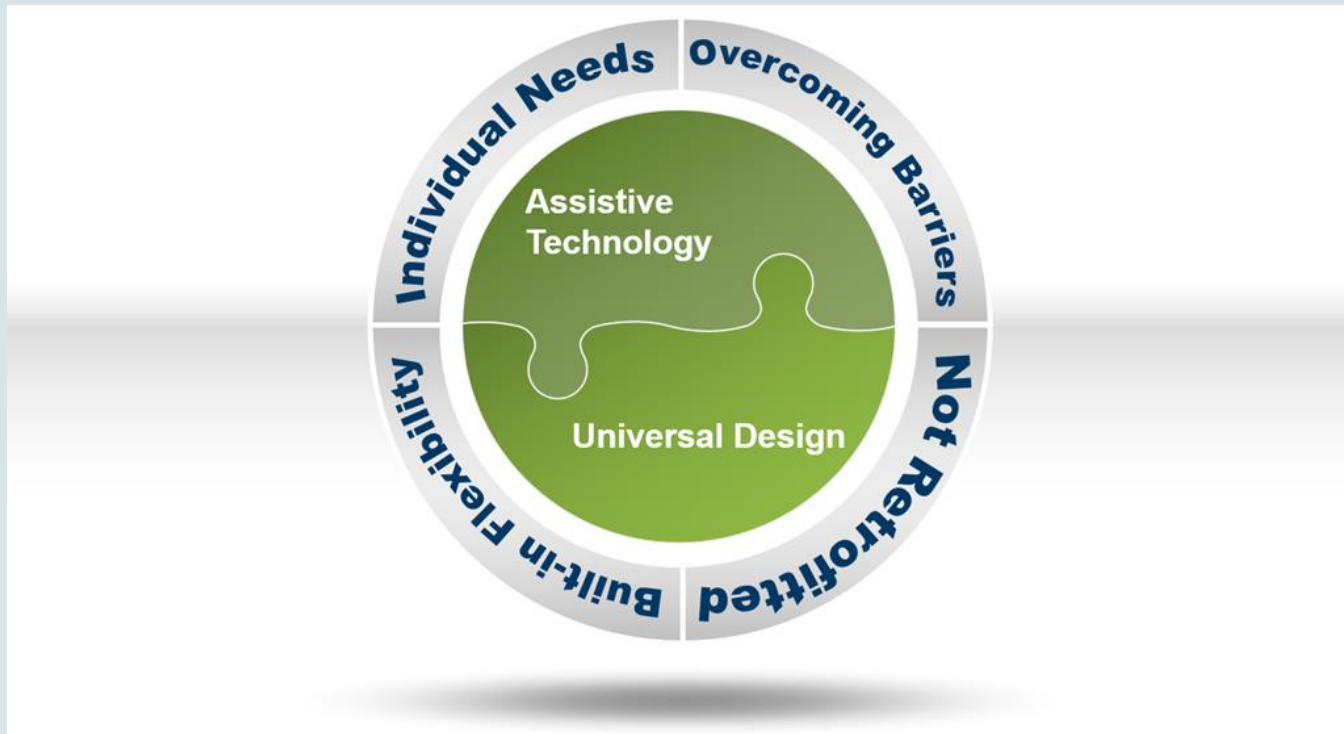 Individual Needs
Overcoming Barriers
Not Retrofitted
Built-in Flexibility
Assistive
Technology
Universal Design